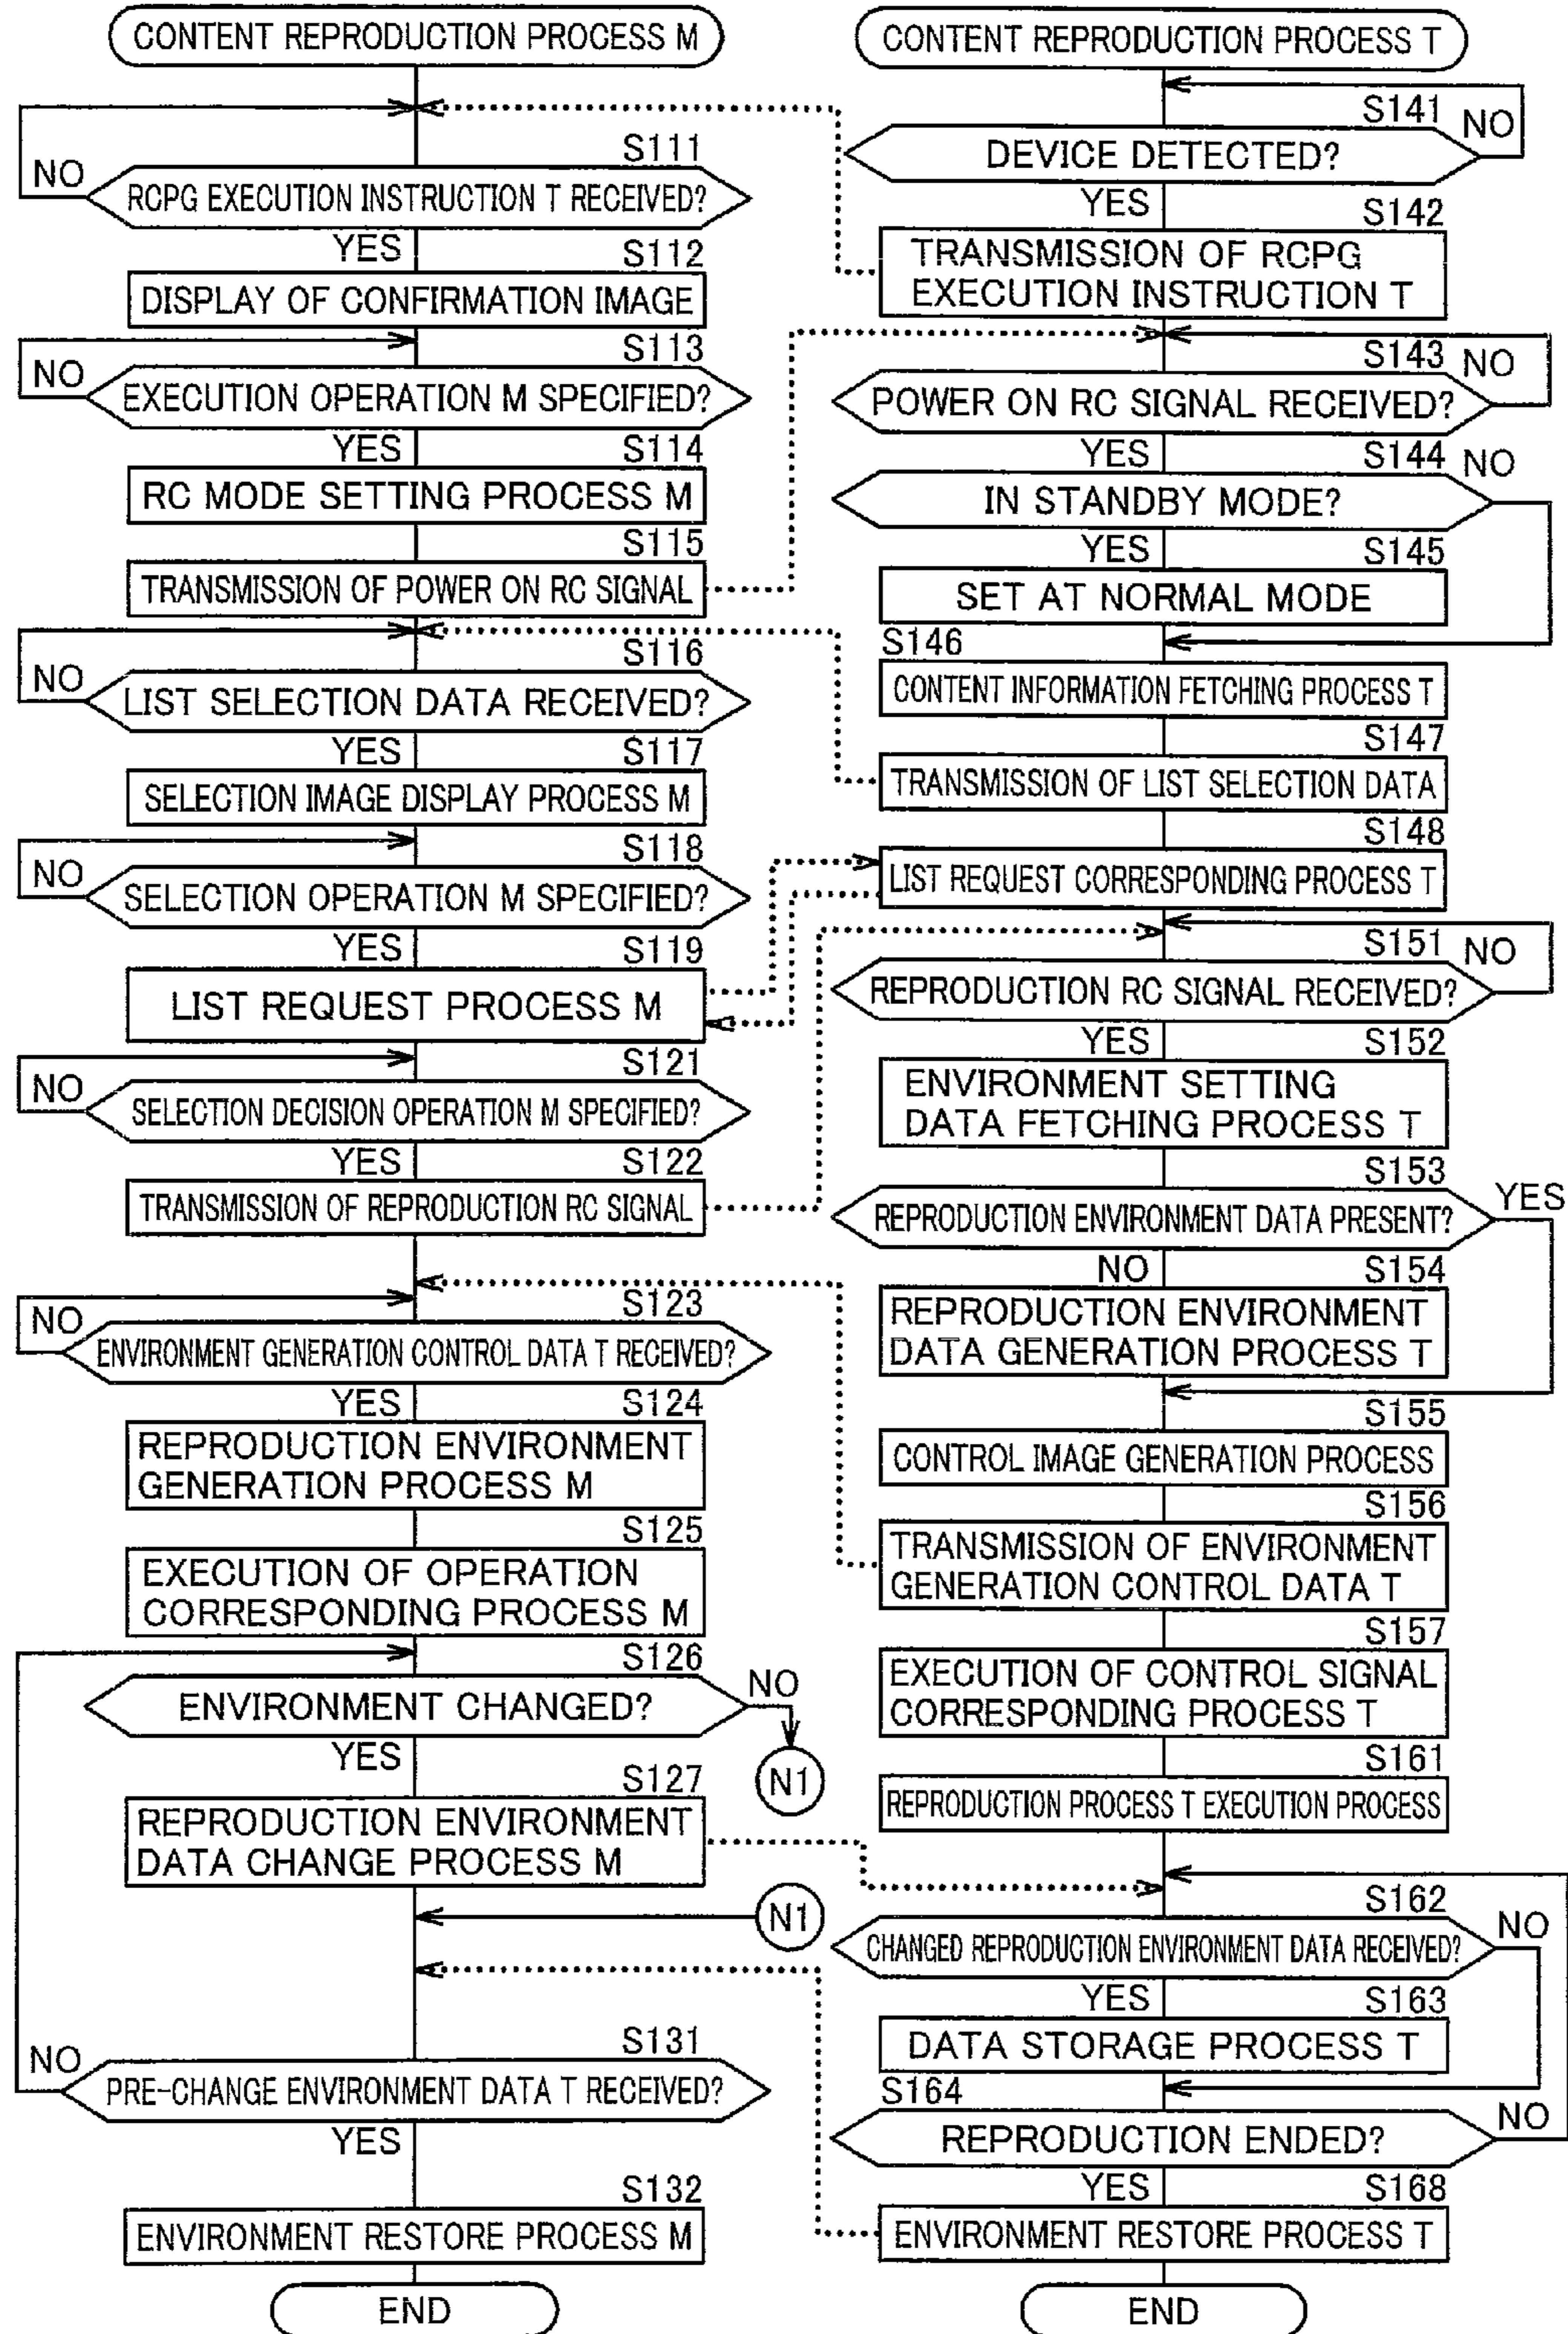 CONTENT REPRODUCTION PROCESS M
S111
NO
RCPG EXECUTION INSTRUCTION T RECEIVED?
YES
S112
DISPLAY OF CONFIRMATION IMAGE
S113
NO
EXECUTION OPERATION M SPECIFIED?
YES
S114
RC MODE SETTING PROCESS M
S115
TRANSMISSION OF POWER ON RC SIGNAL
S116
NO
LIST SELECTION DATA RECEIVED?
YES
S117
SELECTION IMAGE DISPLAY PROCESS M
S118
NO
SELECTION OPERATION M SPECIFIED?
YES
S119
LIST REQUEST PROCESS M
S121
NO
SELECTION DECISION OPERATION M SPECIFIED?
YES
S122
TRANSMISSION OF REPRODUCTION RC SIGNAL
S123
NO
ENVIRONMENT GENERATION CONTROL DATA T RECEIVED?
YES
S124
REPRODUCTION ENVIRONMENT
GENERATION PROCESS M
S125
EXECUTION OF OPERATION
CORRESPONDING PROCESS M
S126
ENVIRONMENT CHANGED?
NO
YES
N1
S127
REPRODUCTION ENVIRONMENT
DATA CHANGE PROCESS M
N1
S131
NO
PRE-CHANGE ENVIRONMENT DATA T RECEIVED?
YES
S132
ENVIRONMENT RESTORE PROCESS M
END
CONTENT REPRODUCTION PROCESS T
S141
NO
DEVICE DETECTED?
YES
S142
TRANSMISSION OF RCPG
EXECUTION INSTRUCTION T
S143
NO
POWER ON RC SIGNAL RECEIVED?
YES
S144
NO
IN STANDBY MODE?
YES
S145
SET AT NORMAL MODE
S146
CONTENT INFORMATION FETCHING PROCESS T
S147
TRANSMISSION OF LIST SELECTION DATA
S148
LIST REQUEST CORRESPONDING PROCESS T
S151
NO
REPRODUCTION RC SIGNAL RECEIVED?
YES
S152
ENVIRONMENT SETTING
DATA FETCHING PROCESS T
S153
YES
REPRODUCTION ENVIRONMENT DATA PRESENT?
NO
S154
REPRODUCTION ENVIRONMENT
DATA GENERATION PROCESS T
S155
CONTROL IMAGE GENERATION PROCESS
S156
TRANSMISSION OF ENVIRONMENT
GENERATION CONTROL DATA T
S157
EXECUTION OF CONTROL SIGNAL
CORRESPONDING PROCESS T
S161
REPRODUCTION PROCESS T EXECUTION PROCESS
S162
NO
CHANGED REPRODUCTION ENVIRONMENT DATA RECEIVED?
YES
S163
DATA STORAGE PROCESS T
S164
NO
REPRODUCTION ENDED?
YES
S168
ENVIRONMENT RESTORE PROCESS T
END